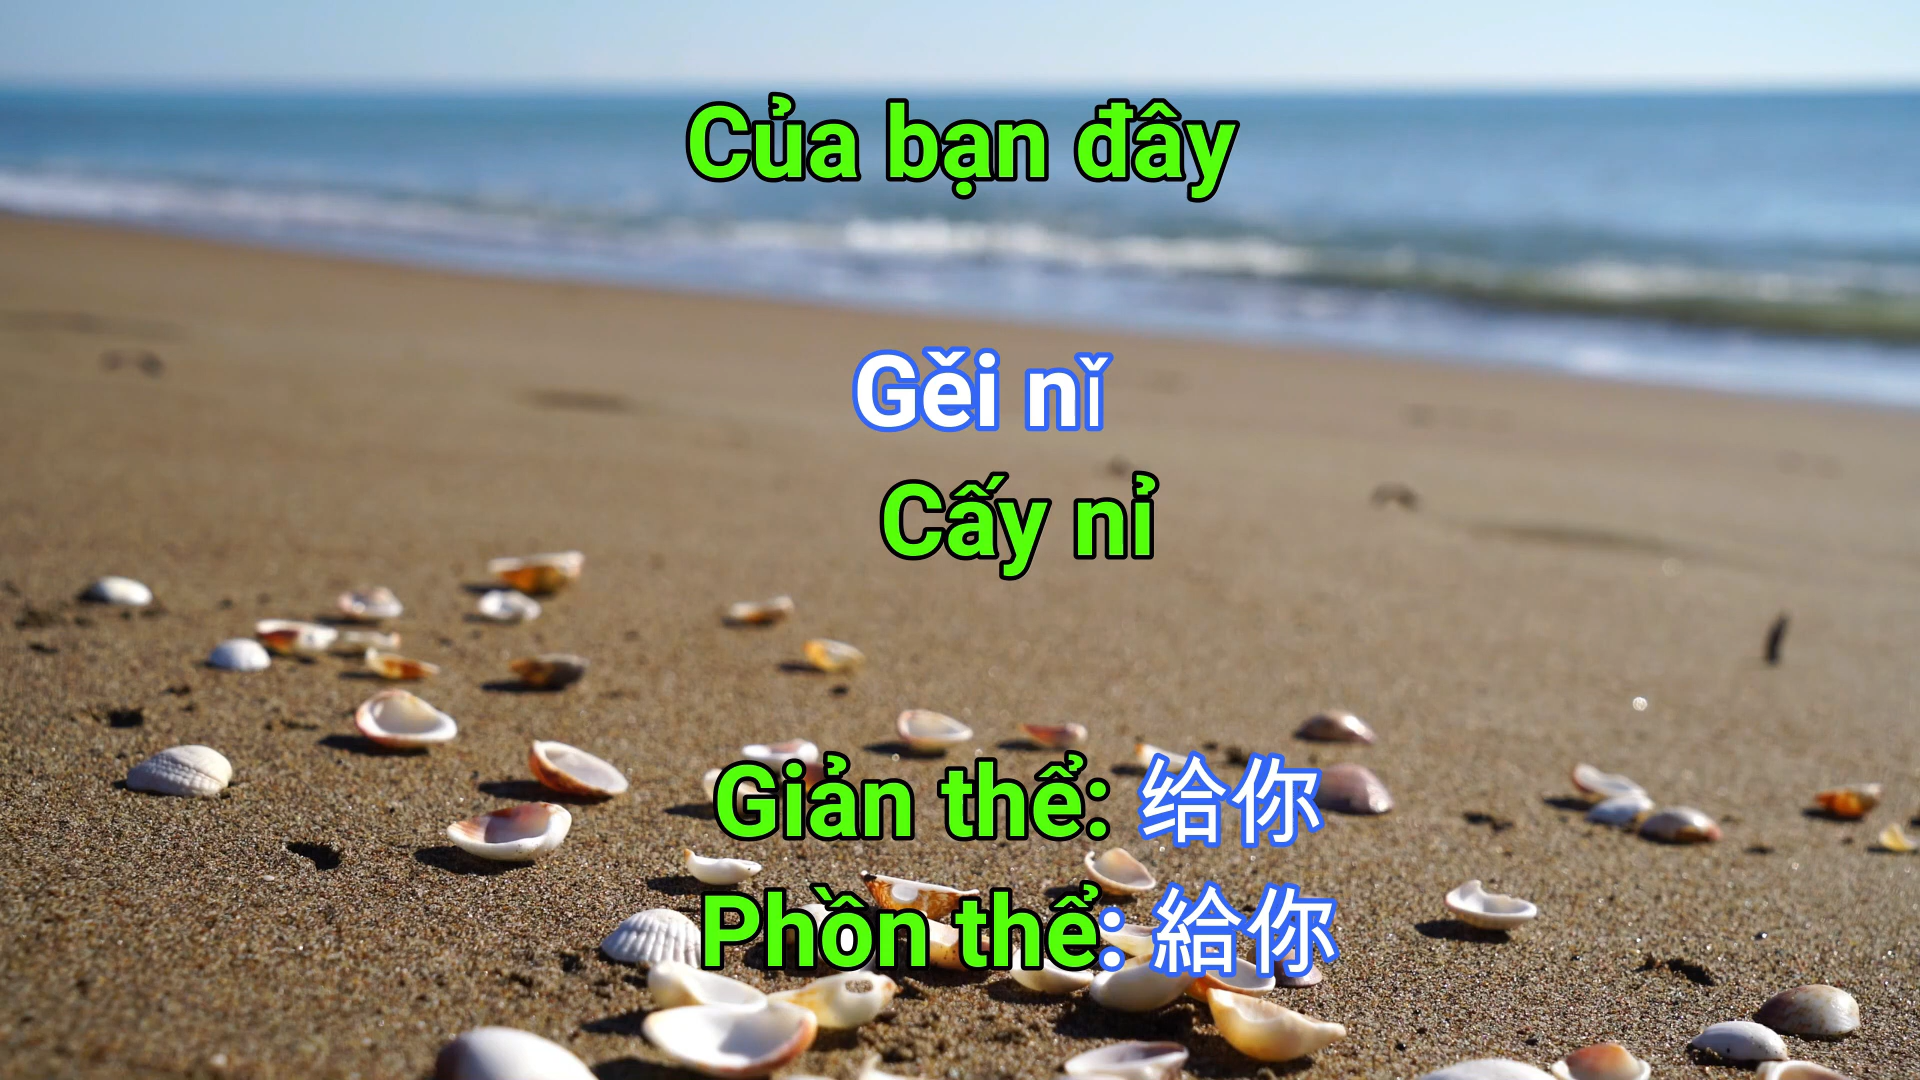 Của bạn đây
Gěi nǐ
Cấy nỉ
Giản thể: 给你
Phồn thể: 給你